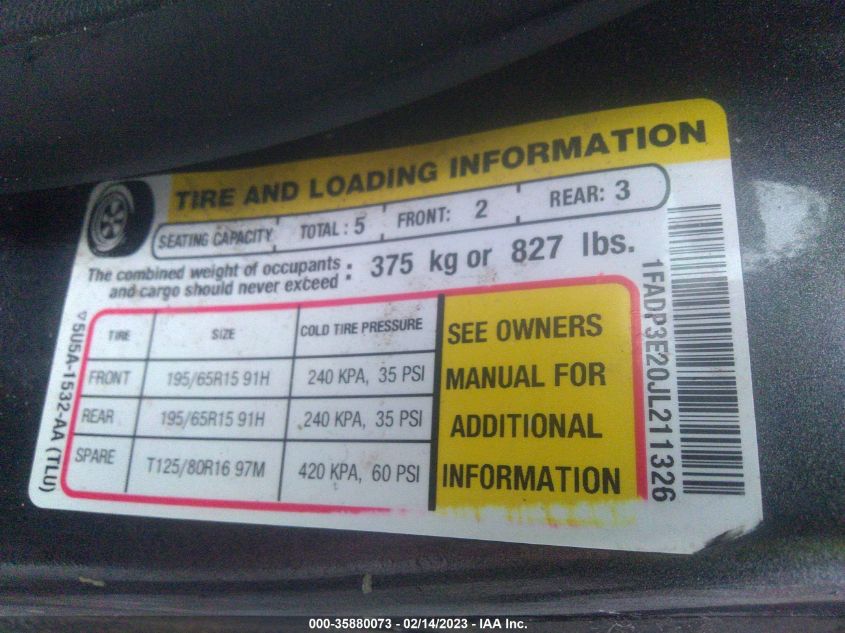 TIRE AND LOADING INFORMATION
SEATING CAPACITY TOTAL: 5 FRONT: 2 REAR: 3
The combined weight of occupants
and cargo should never exceed : 375 kg or 827 lbs.
TIRE SIZE COLD TIRE PRESSURE
FRONT 195/65R15 91H 240 KPA, 35 PSI
REAR 195/65R15 91H 240 KPA, 35 PSI
SPARE T125/80R16 97M 420 KPA, 60 PSI
SEE OWNERS
MANUAL FOR
ADDITIONAL
INFORMATION
5U5A-1532-AA (TLU)
1FADP3E20JL211326
000-35880073 - 02/14/2023 - IAA Inc.